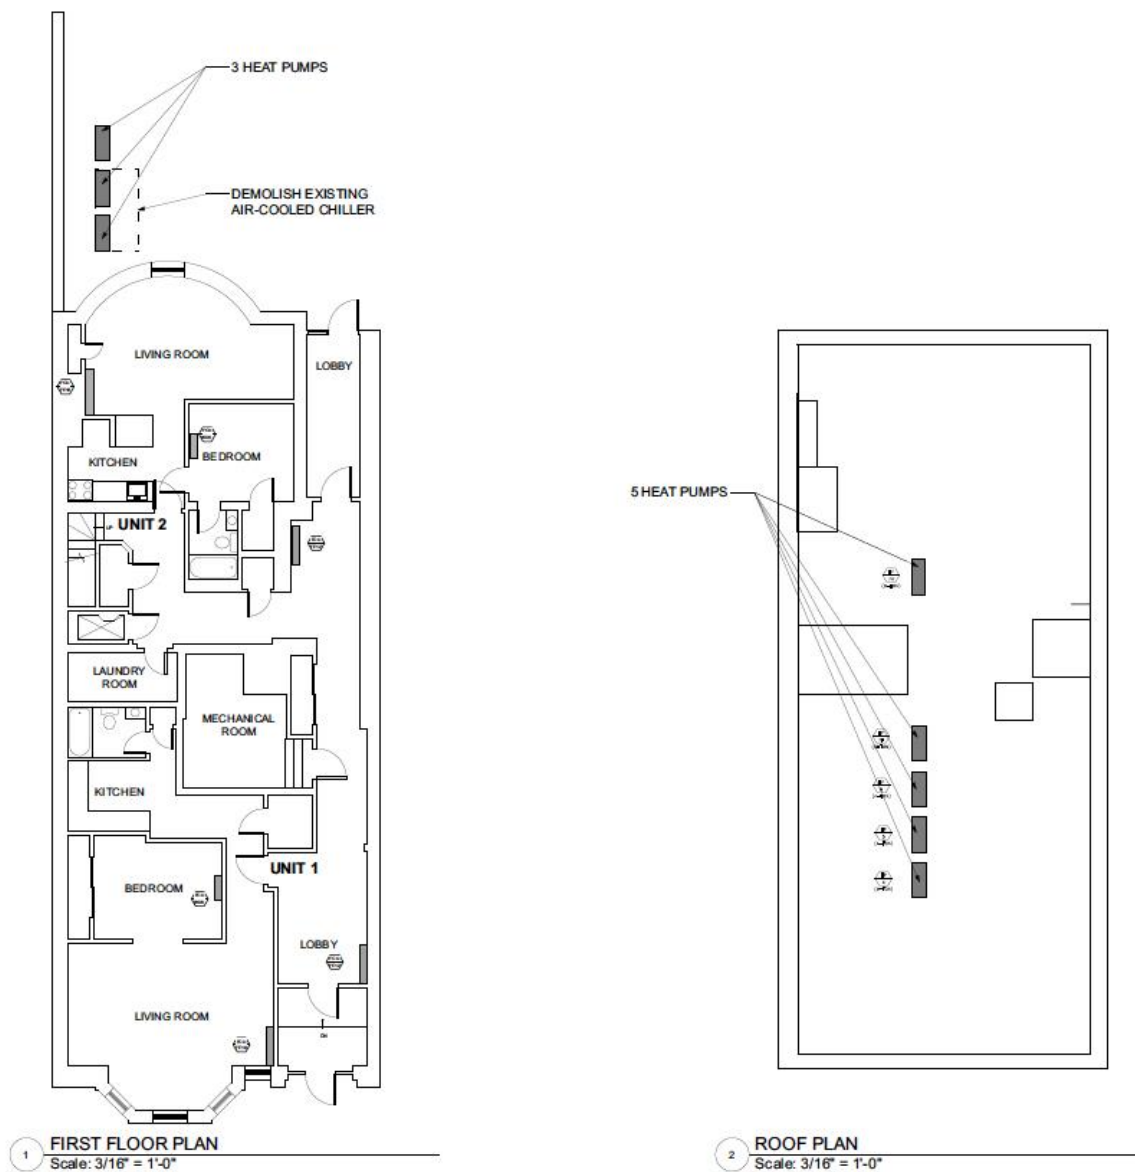 3 HEAT PUMPS
DEMOLISH EXISTING
AIR-COOLED CHILLER
LIVING ROOM
LOBBY
KITCHEN
BEDROOM
UP
UNIT 2
LAUNDRY
ROOM
MECHANICAL
ROOM
KITCHEN
UNIT 1
BEDROOM
LOBBY
LIVING ROOM
1
FIRST FLOOR PLAN
Scale: 3/16" = 1'-0"
5 HEAT PUMPS
2
ROOF PLAN
Scale: 3/16" = 1'-0"